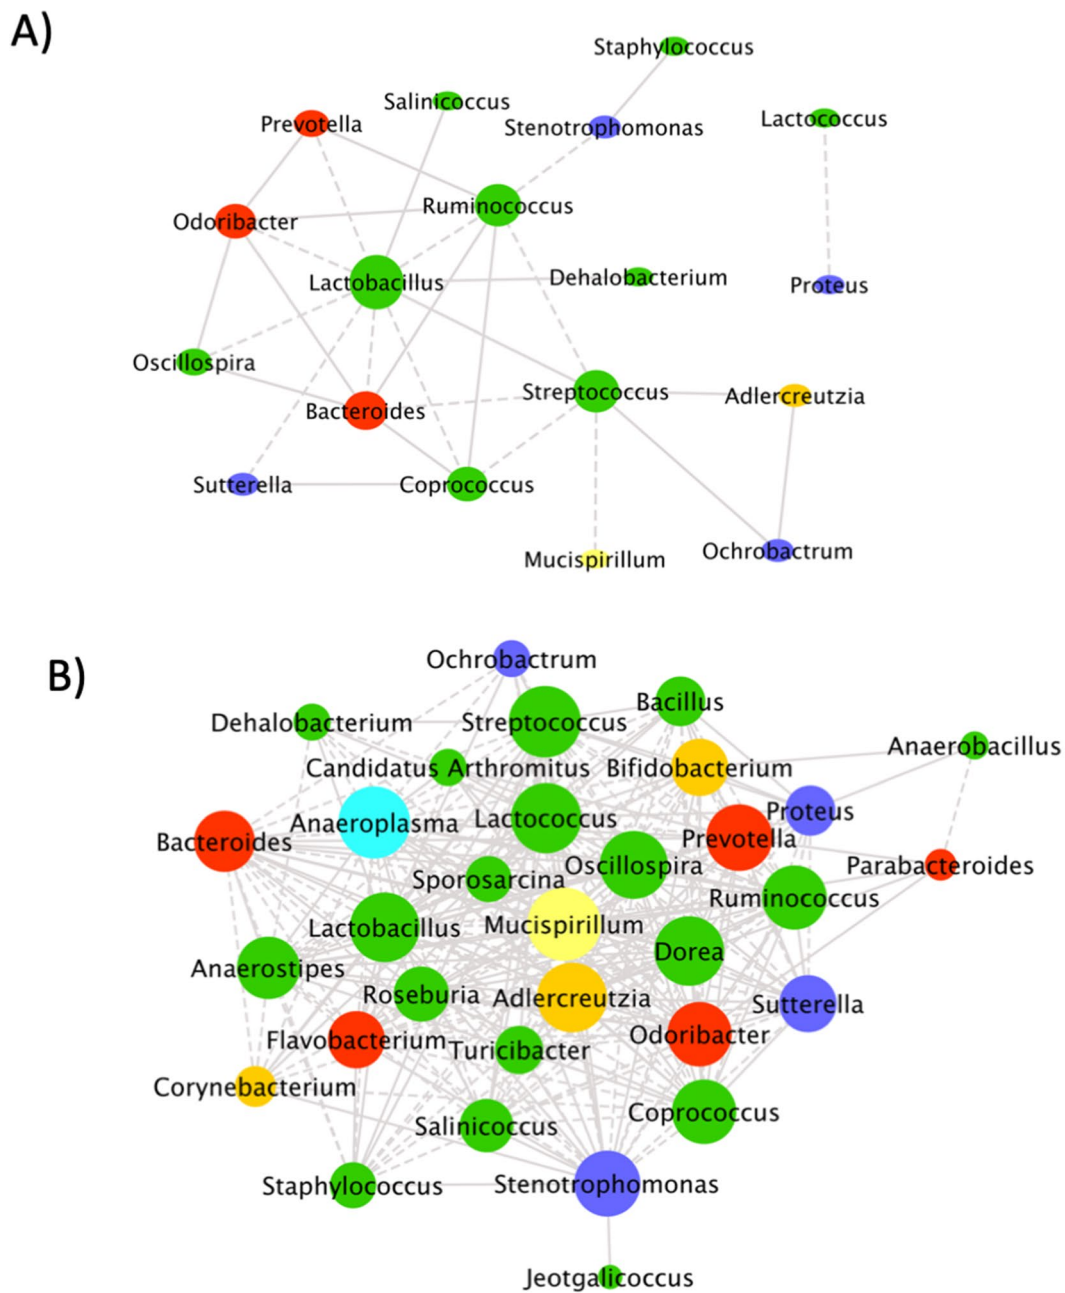 A)
Staphylococcus
Salinicoccus
Prevotella
Stenotrophomonas
Lactococcus
Ruminococcus
Odoribacter
Lactobacillus
Dehalobacterium
Proteus
Oscillospira
Streptococcus
Adlercreutzia
Bacteroides
Sutterella
Coprococcus
Mucispirillum
Ochrobactrum
B)
Ochrobactrum
Bacillus
Dehalobacterium
Streptococcus
Anaerobacillus
Candidatus Arthromitus
Bifidobacterium
Proteus
Anaeroplasma
Lactococcus
Prevotella
Bacteroides
Oscillospira
Parabacteroides
Sporosarcina
Ruminococcus
Lactobacillus
Mucispirillum
Dorea
Anaerostipes
Roseburia
Adlercreutzia
Sutterella
Flavobacterium
Turicibacter
Odoribacter
Corynebacterium
Salinicoccus
Coprococcus
Staphylococcus
Stenotrophomonas
Jeotgalicoccus